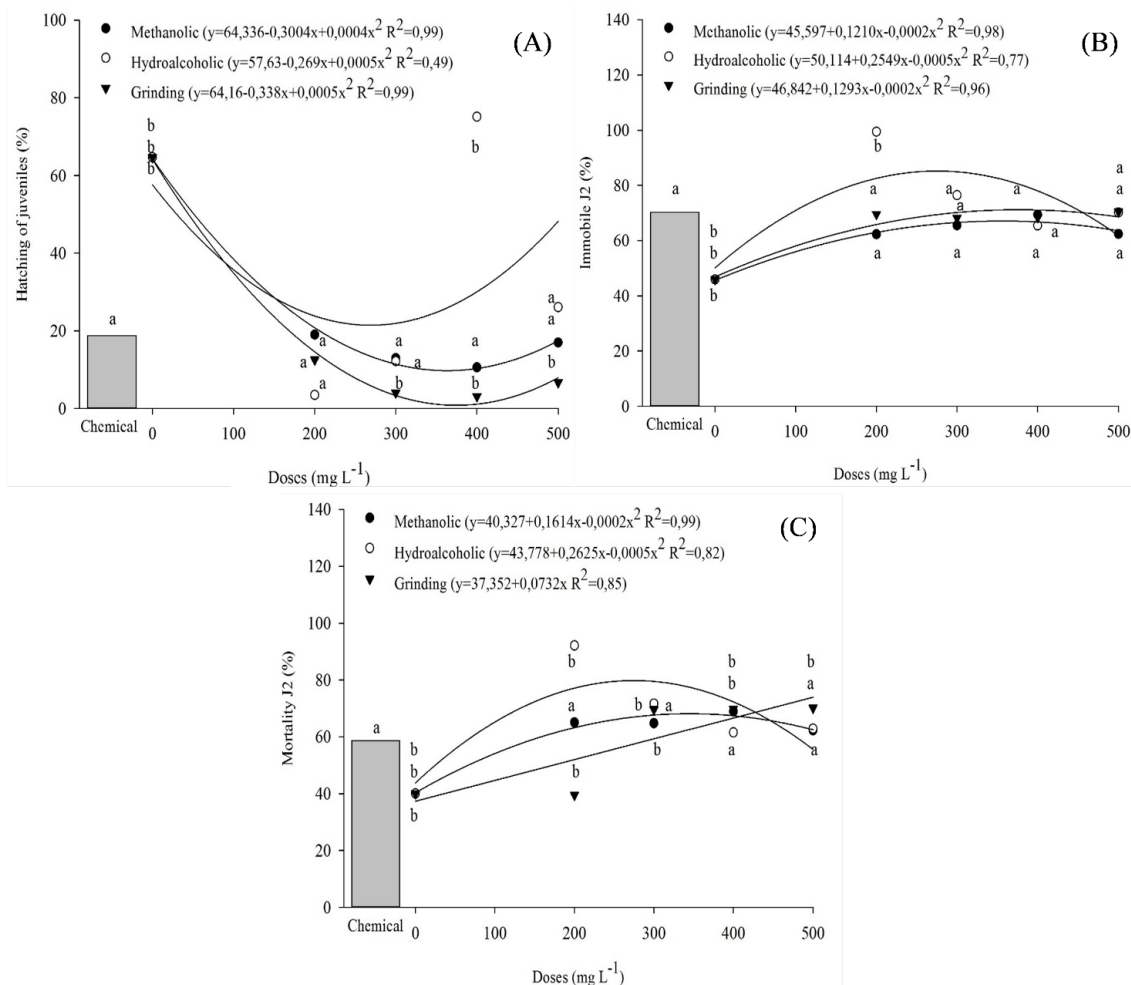 (A)
Methanolic (y=64,336-0,3004x+0,0004x² R²=0,99)
Hydroalcoholic (y=57,63-0,269x+0,0005x² R²=0,49)
Grinding (y=64,16-0,338x+0,0005x² R²=0,99)
Hatching of juveniles (%)
100
80
60
40
20
0
b
b
b
a
a
a
a
a
a
b
b
a
b
a
a
b
Chemical
0
100
200
300
400
500
Doses (mg L⁻¹)
(B)
Methanolic (y=45,597+0,1210x-0,0002x² R²=0,98)
Hydroalcoholic (y=50,114+0,2549x-0,0005x² R²=0,77)
Grinding (y=46,842+0,1293x-0,0002x² R²=0,96)
Immobile J2 (%)
140
120
100
80
60
40
20
0
a
b
b
b
b
a
a
a
a
a
a
a
a
a
a
a
Chemical
0
100
200
300
400
500
Doses (mg L⁻¹)
(C)
Methanolic (y=40,327+0,1614x-0,0002x² R²=0,99)
Hydroalcoholic (y=43,778+0,2625x-0,0005x² R²=0,82)
Grinding (y=37,352+0,0732x R²=0,85)
Mortality J2 (%)
140
120
100
80
60
40
20
0
a
b
b
b
b
a
b
b
a
b
b
b
a
b
a
a
Chemical
0
100
200
300
400
500
Doses (mg L⁻¹)